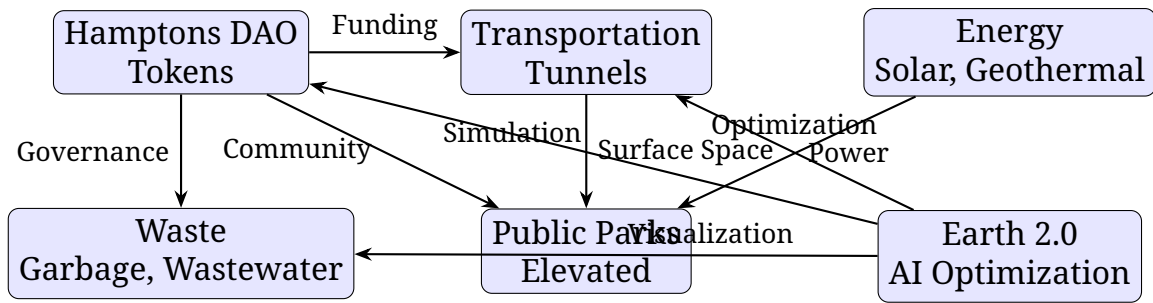 Hamptons DAO
Tokens
Funding
Transportation
Tunnels
Energy
Solar, Geothermal
Governance
Community
Simulation
Surface Space
Optimization
Power
Waste
Garbage, Wastewater
Public Parks
Elevated
Visualization
Earth 2.0
AI Optimization